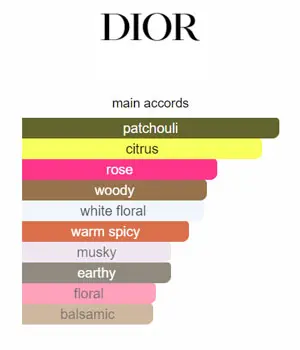 DIOR
main accords
patchouli
citrus
rose
woody
white floral
warm spicy
musky
earthy
floral
balsamic